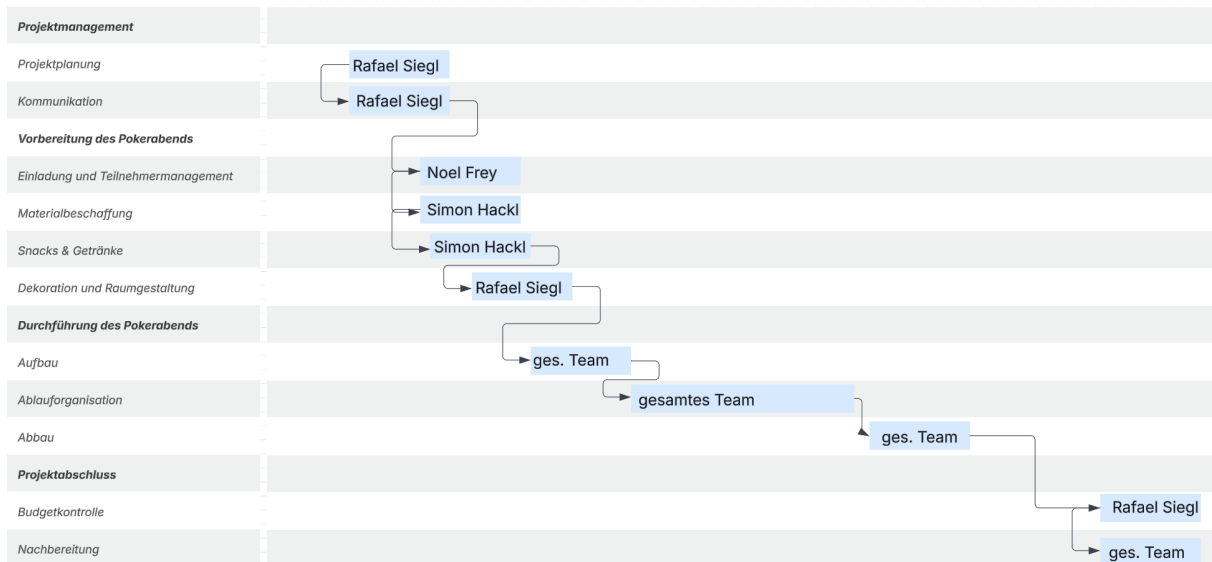 Projektmanagement
Projektplanung Rafael Siegl
Kommunikation Rafael Siegl
Vorbereitung des Pokerabends
Einladung und Teilnehmermanagement Noel Frey
Materialbeschaffung Simon Hackl
Snacks & Getränke Simon Hackl
Dekoration und Raumgestaltung Rafael Siegl
Durchführung des Pokerabends
Aufbau ges. Team
Ablauforganisation gesamtes Team
Abbau ges. Team
Projektabschluss
Budgetkontrolle Rafael Siegl
Nachbereitung ges. Team